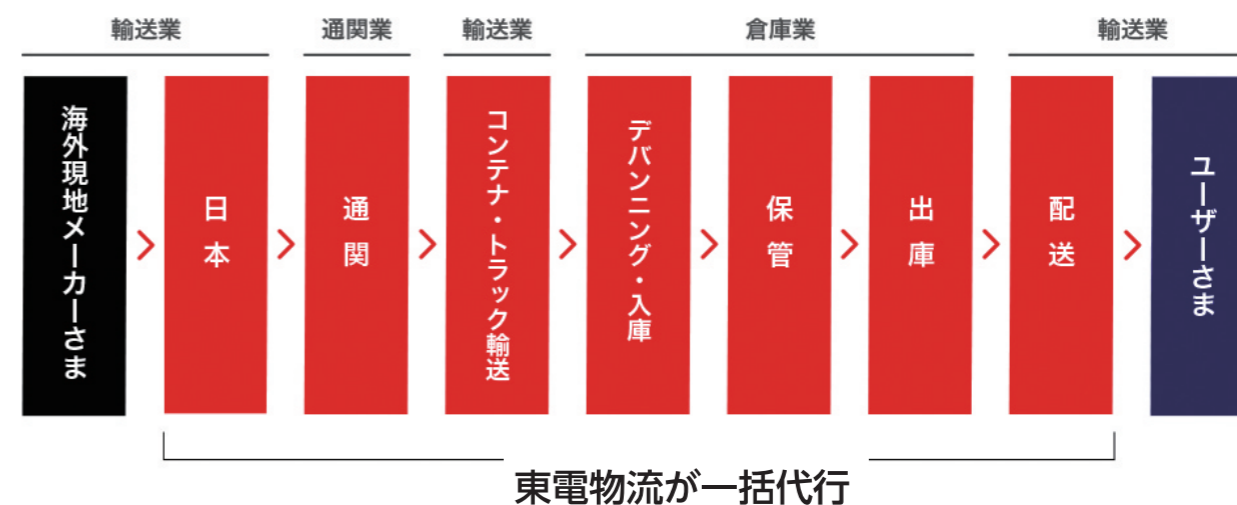 輸送業
通関業
輸送業
倉庫業
輸送業
海外現地メーカーさま
日本
通関
コンテナ・トラック輸送
デバンニング・入庫
保管
出庫
配送
ユーザーさま
東電物流が一括代行